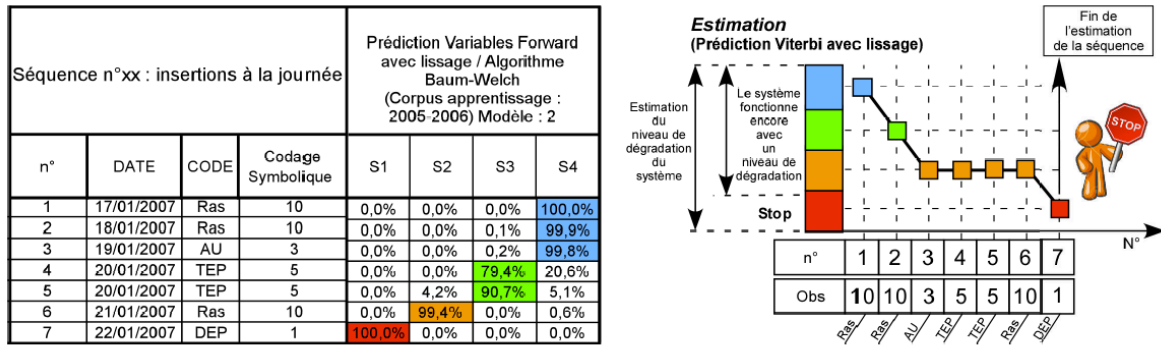 Séquence n°xx : insertions à la journée
Prédiction Variables Forward
avec lissage / Algorithme
Baum-Welch
(Corpus apprentissage :
2005-2006) Modèle : 2
n° DATE CODE Codage Symbolique S1 S2 S3 S4
1 17/01/2007 Ras 10 0,0% 0,0% 0,0% 100,0%
2 18/01/2007 Ras 10 0,0% 0,0% 0,1% 99,9%
3 19/01/2007 AU 3 0,0% 0,0% 0,2% 99,8%
4 20/01/2007 TEP 5 0,0% 0,0% 79,4% 20,6%
5 20/01/2007 TEP 5 0,0% 4,2% 90,7% 5,1%
6 21/01/2007 Ras 10 0,0% 99,4% 0,0% 0,6%
7 22/01/2007 DEP 1 100,0% 0,0% 0,0% 0,0%
Estimation
(Prédiction Viterbi avec lissage)
Fin de
l'estimation
de la séquence
Estimation
du
niveau de
dégradation
du
système
Le système
fonctionne
encore
avec
un
niveau de
dégradation
Stop
STOP
N°
n° 1 2 3 4 5 6 7
Obs 10 10 3 5 5 10 1
Ras Ras AU TEP TEP Ras DEP